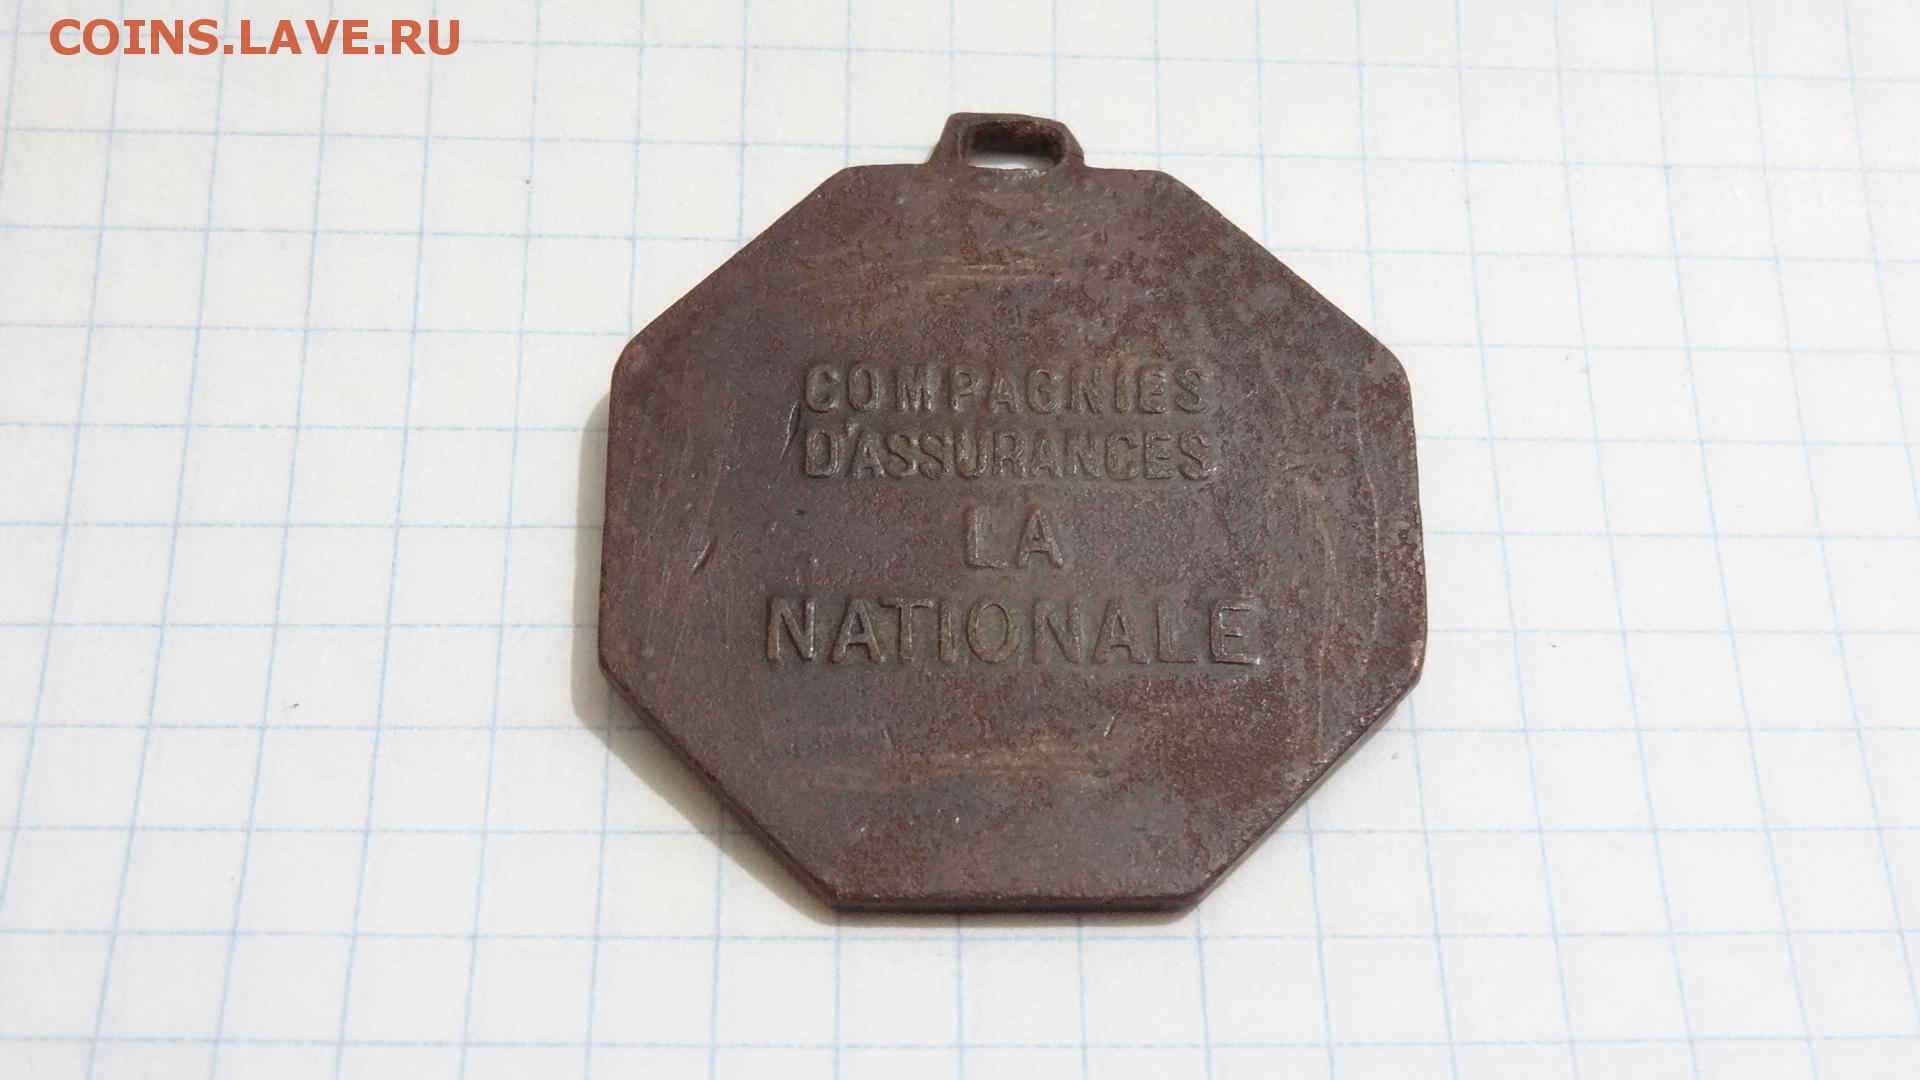 COINS.LAVE.RU
COMPAGNIES
D'ASSURANCES
LA
NATIONALE